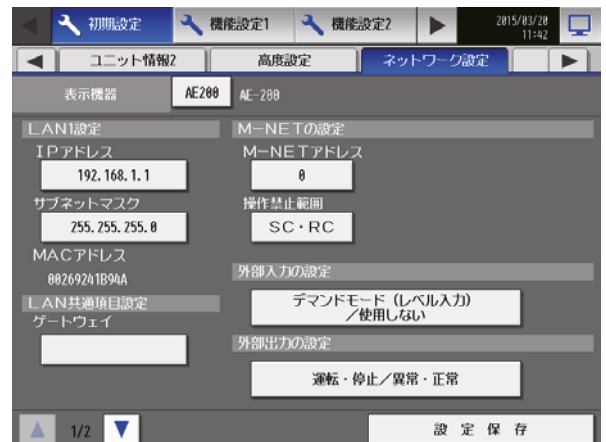 初期設定
機能設定1
機能設定2
2015/03/20
11:42
ユニット情報2
高度設定
ネットワーク設定
表示機器
AE200
AE-200
LAN1設定
IPアドレス
192.168.1.1
サブネットマスク
255.255.255.0
MACアドレス
00269241B94A
LAN共通項目設定
ゲートウェイ
M-NETの設定
M-NETアドレス
0
操作禁止範囲
SC・RC
外部入力の設定
デマンドモード(レベル入力)
/使用しない
外部出力の設定
運転・停止/異常・正常
1/2
設定保存